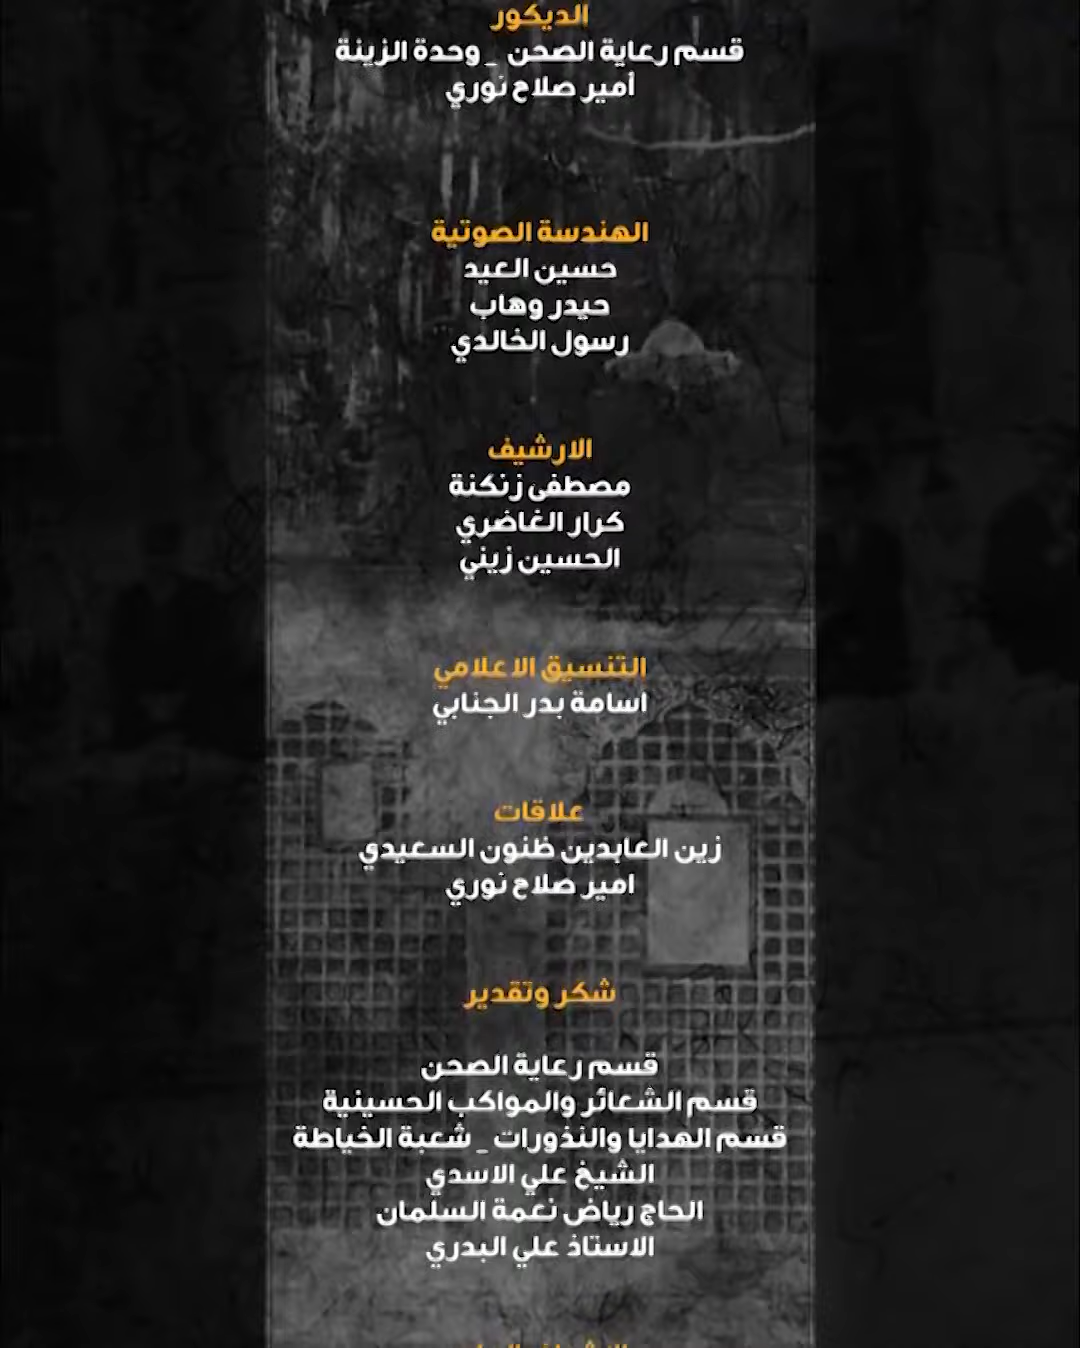 الديكور
قسم رعاية الصحن _ وحدة الزينة
أمير صلاح نوري
الهندسة الصوتية
حسين العيد
حيدر وهاب
رسول الخالدي
الارشيف
مصطفى زنكنة
كرار الغاضري
الحسين زيني
التنسيق الاعلامي
اسامة بدر الجنابي
علاقات
زين العابدين ظنون السعيدي
امير صلاح نوري
شكر وتقدير
قسم رعاية الصحن
قسم الشعائر والمواكب الحسينية
قسم الهدايا والنذورات _ شعبة الخياطة
الشيخ علي الاسدي
الحاج رياض نعمة السلمان
الاستاذ علي البدري